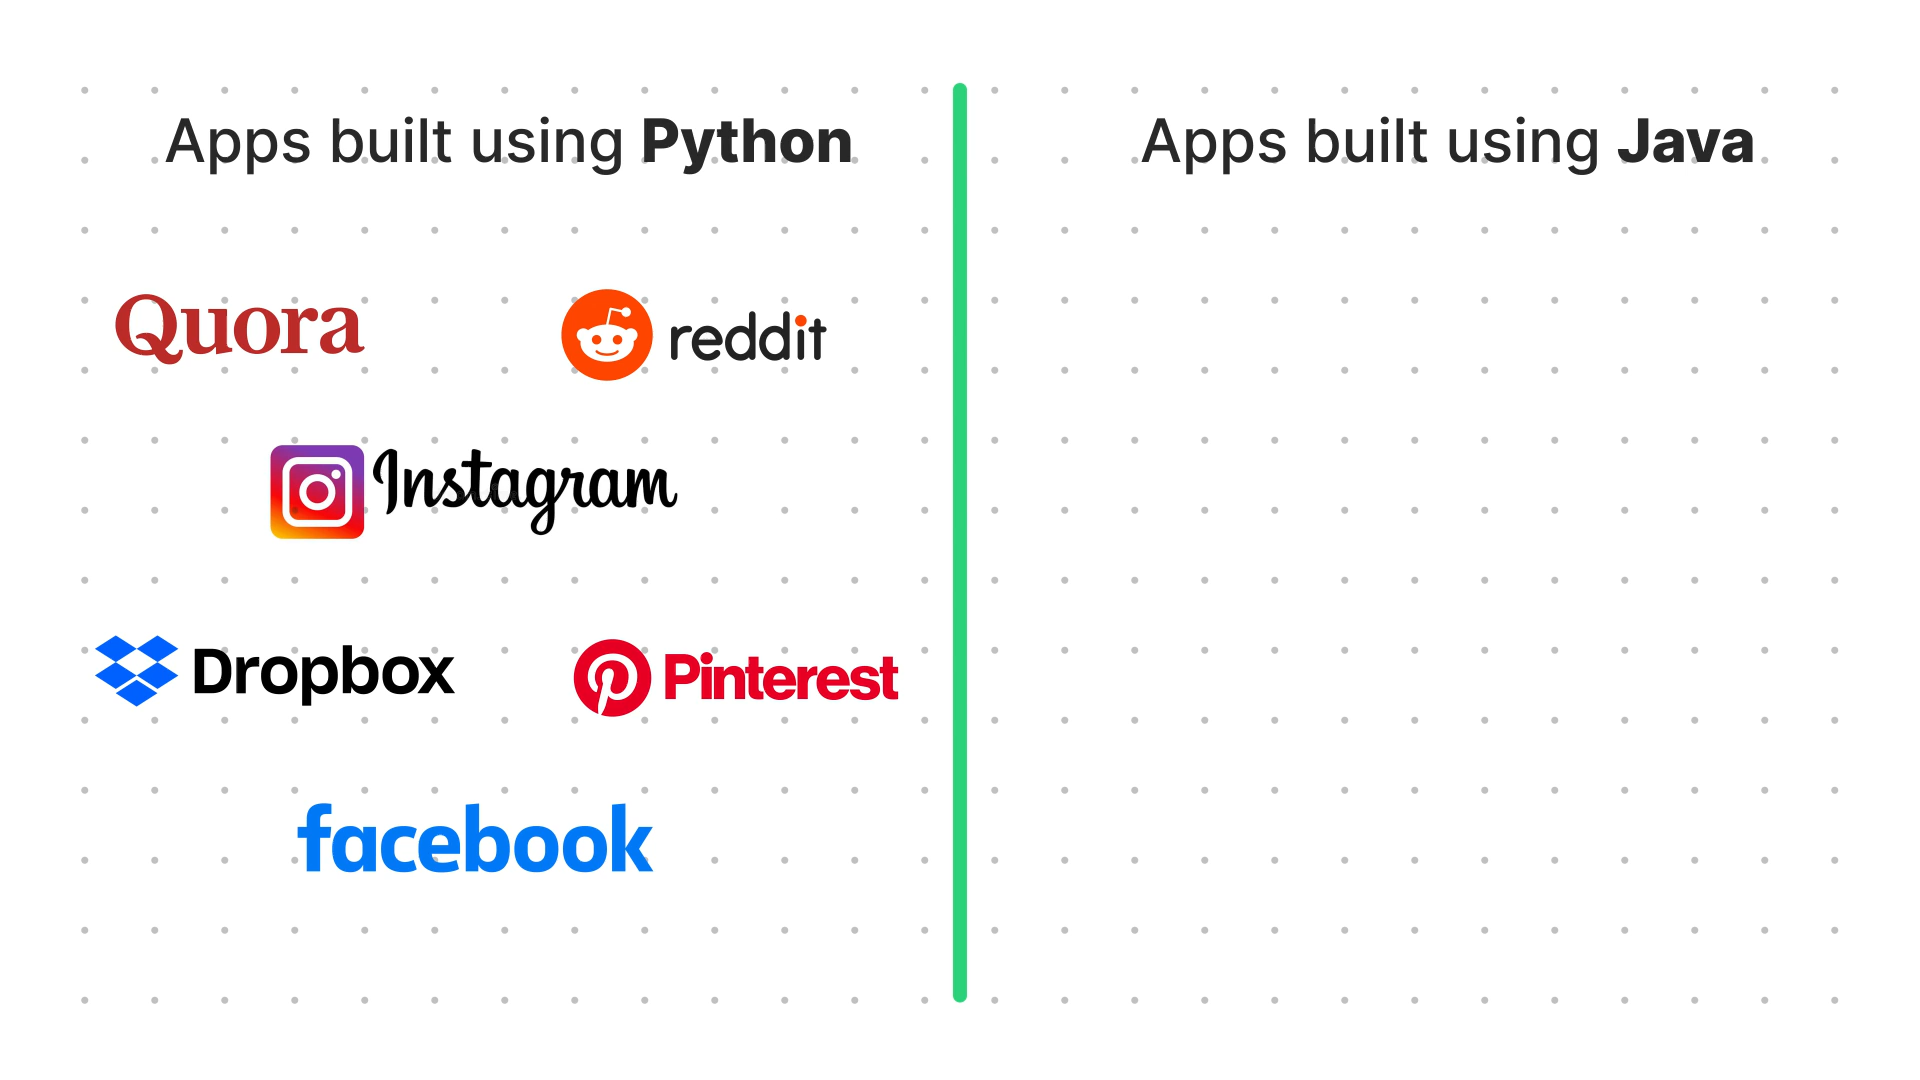 Apps built using Python
Apps built using Java
Quora
reddit
Instagram
Dropbox
Pinterest
facebook